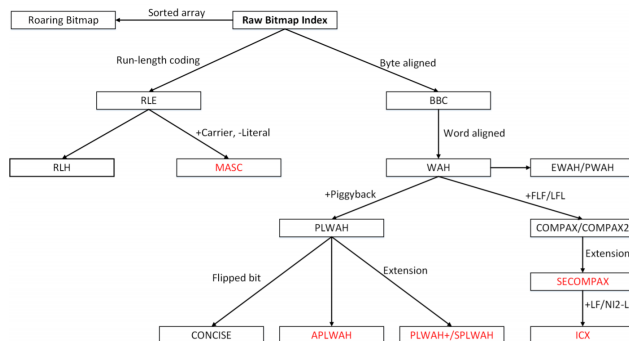 Sorted array
Roaring Bitmap
Raw Bitmap Index
Run-length coding
Byte aligned
RLE
BBC
+Carrier, -Literal
Word aligned
RLH
MASC
WAH
EWAH/PWAH
+Piggyback
+FLF/LFL
PLWAH
COMPAX/COMPAX2
Flipped bit
Extension
Extension
SECOMPAX
+LF/NI2-L
CONCISE
APLWAH
PLWAH+/SPLWAH
ICX